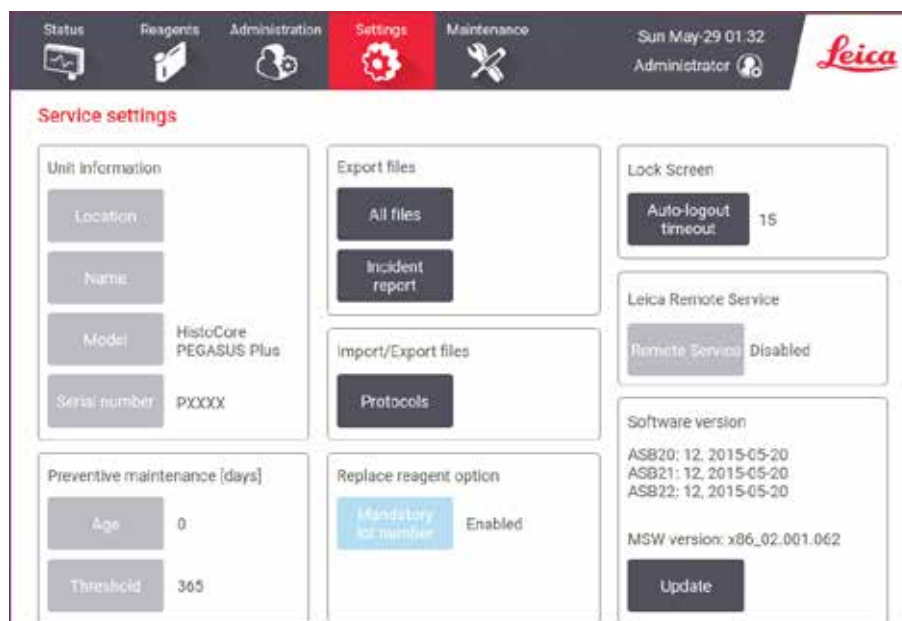 Status
Reagents
Administration
Settings
Maintenance
Sun May-29 01:32
Administrator
Leica
Service settings
Unit information
Location
Name
Model
HistoCore
PEGASUS Plus
Serial number
PXXXX
Preventive maintenance [days]
Age
0
Threshold
365
Export files
All files
Incident
report
Import/Export files
Protocols
Replace reagent option
Mandatory
lot number
Enabled
Lock Screen
Auto-logout
timeout
15
Leica Remote Service
Remote Service
Disabled
Software version
ASB20: 12, 2015-05-20
ASB21: 12, 2015-05-20
ASB22: 12, 2015-05-20
MSW version: x86_02.001.062
Update